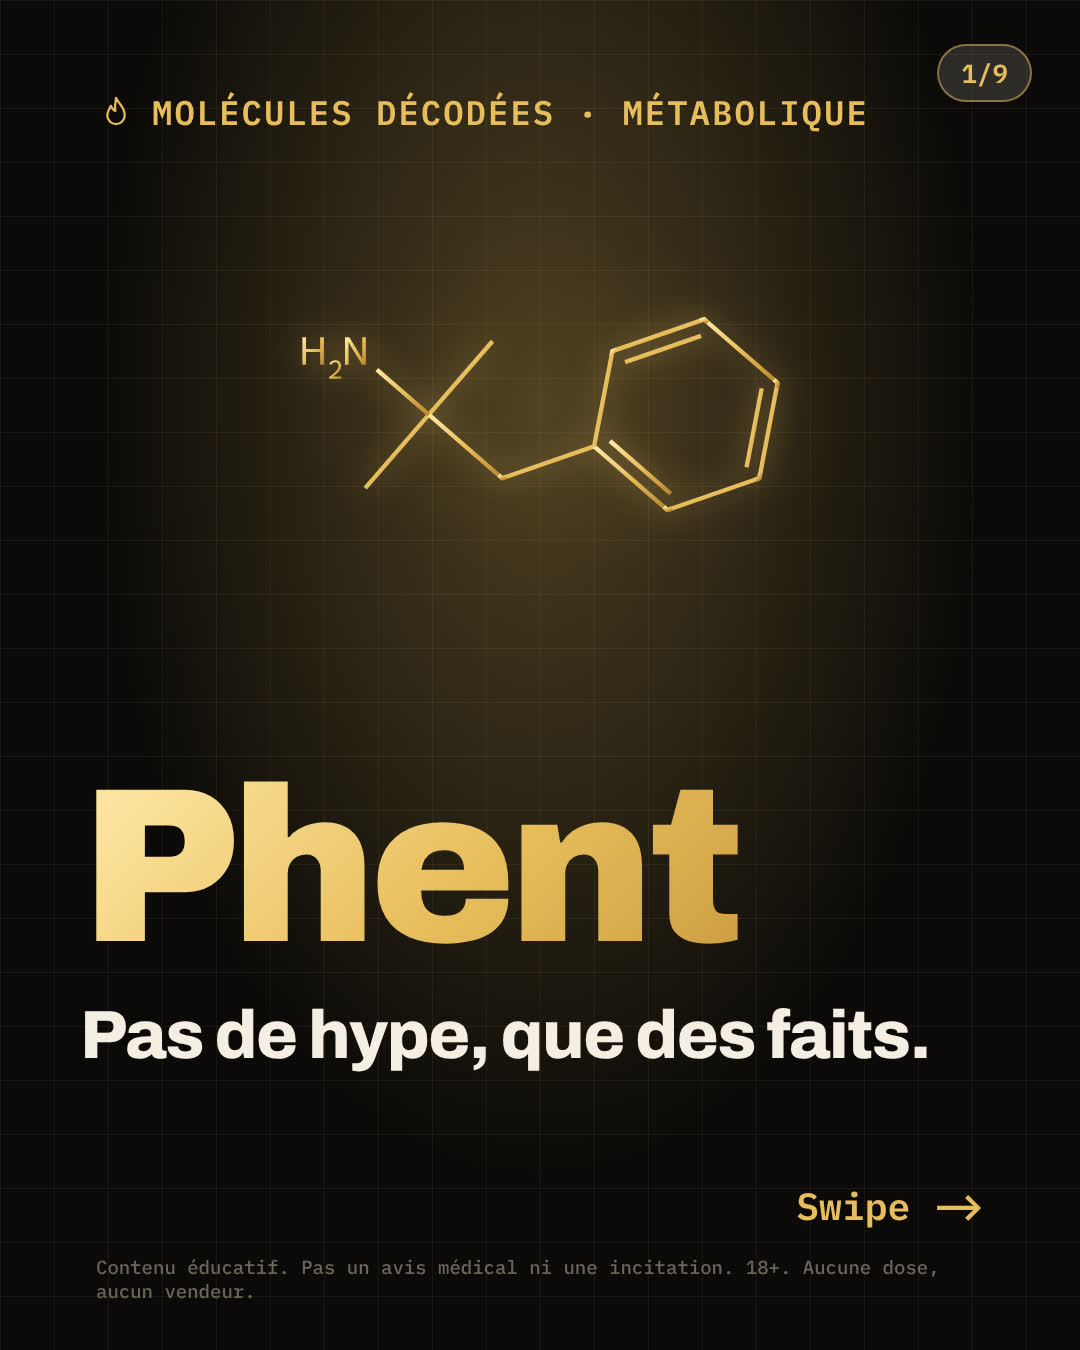 1/9
MOLÉCULES DÉCODÉES · MÉTABOLIQUE
H₂N
Phent
Pas de hype, que des faits.
Swipe →
Contenu éducatif. Pas un avis médical ni une incitation. 18+. Aucune dose,
aucun vendeur.